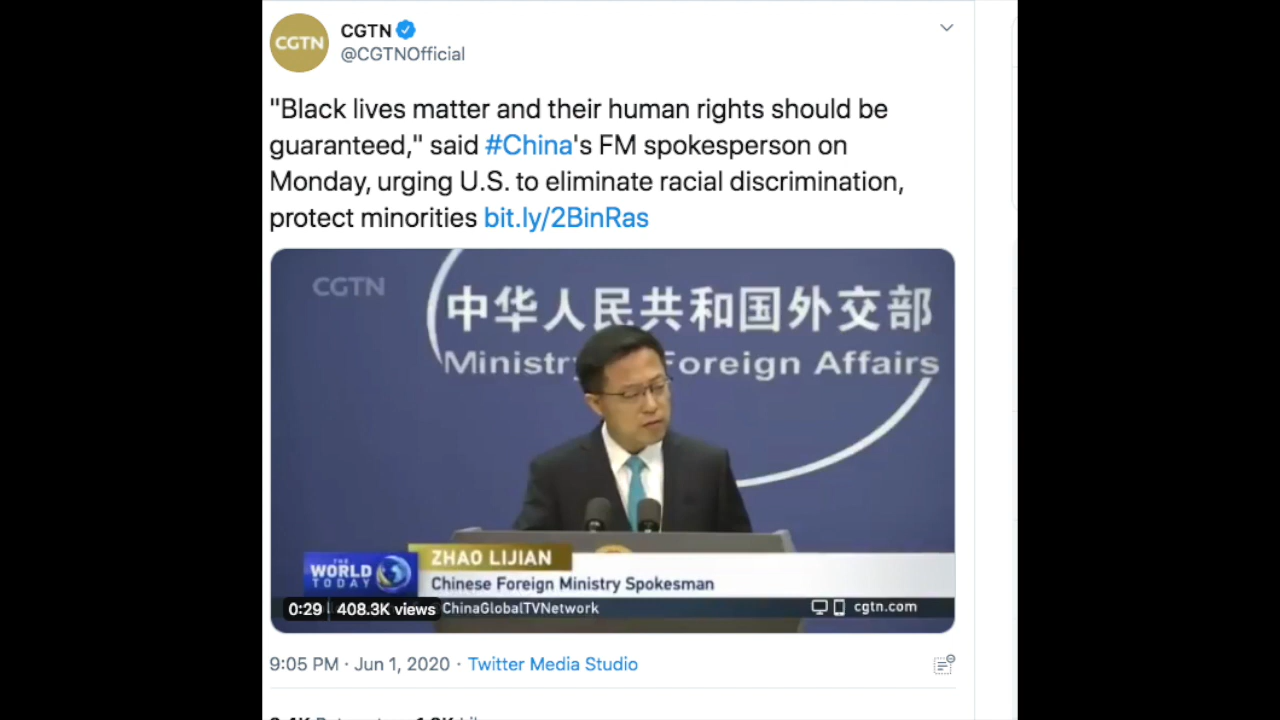 CGTN
CGTN
@CGTNOfficial
"Black lives matter and their human rights should be
guaranteed," said #China's FM spokesperson on
Monday, urging U.S. to eliminate racial discrimination,
protect minorities bit.ly/2BinRas
CGTN
中华人民共和国外交部
Ministr Foreign Affairs
ZHAO LIJIAN
THE
WORLD
TODAY
Chinese Foreign Ministry Spokesman
0:29 408.3K views ChinaGlobalTVNetwork
cgtn.com
9:05 PM · Jun 1, 2020 · Twitter Media Studio